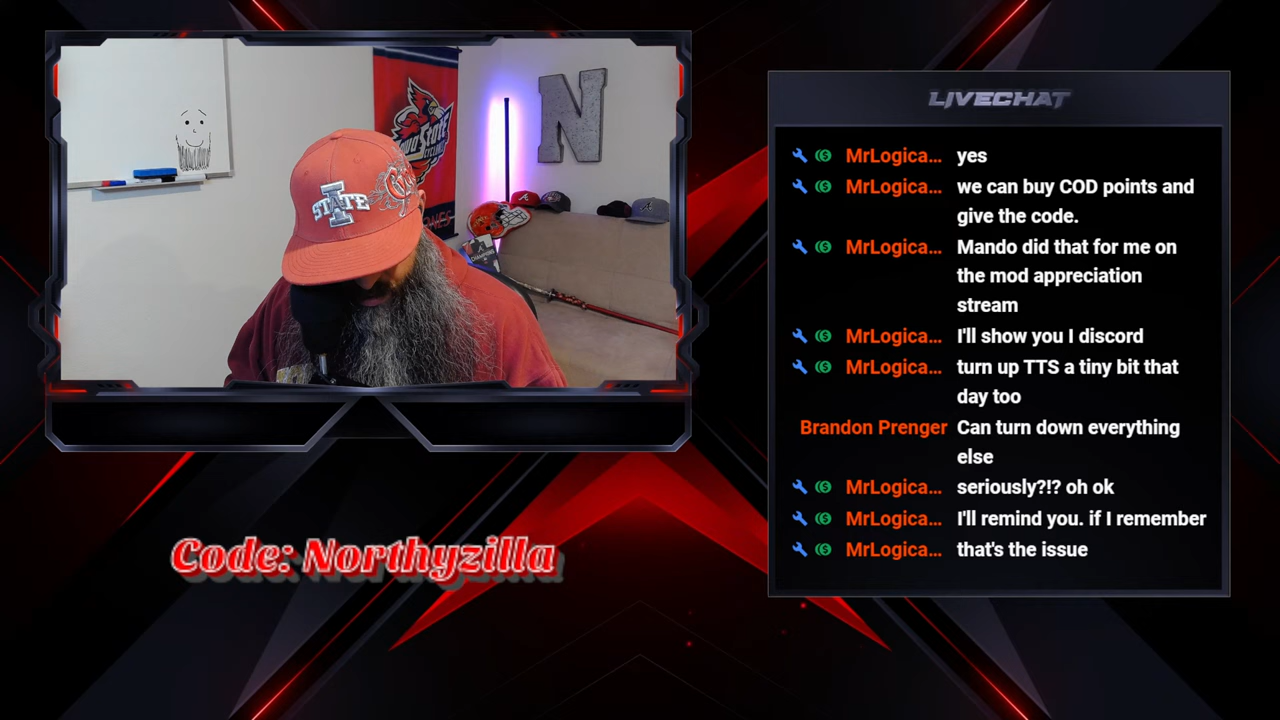 Iowa State
CYCLONES
N
I
STATE
A
A
LIVECHAT
MrLogica... yes
MrLogica... we can buy COD points and
give the code.
MrLogica... Mando did that for me on
the mod appreciation
stream
MrLogica... I'll show you I discord
MrLogica... turn up TTS a tiny bit that
day too
Brandon Prenger Can turn down everything
else
MrLogica... seriously?!? oh ok
MrLogica... I'll remind you. if I remember
MrLogica... that's the issue
Code: Northyzilla